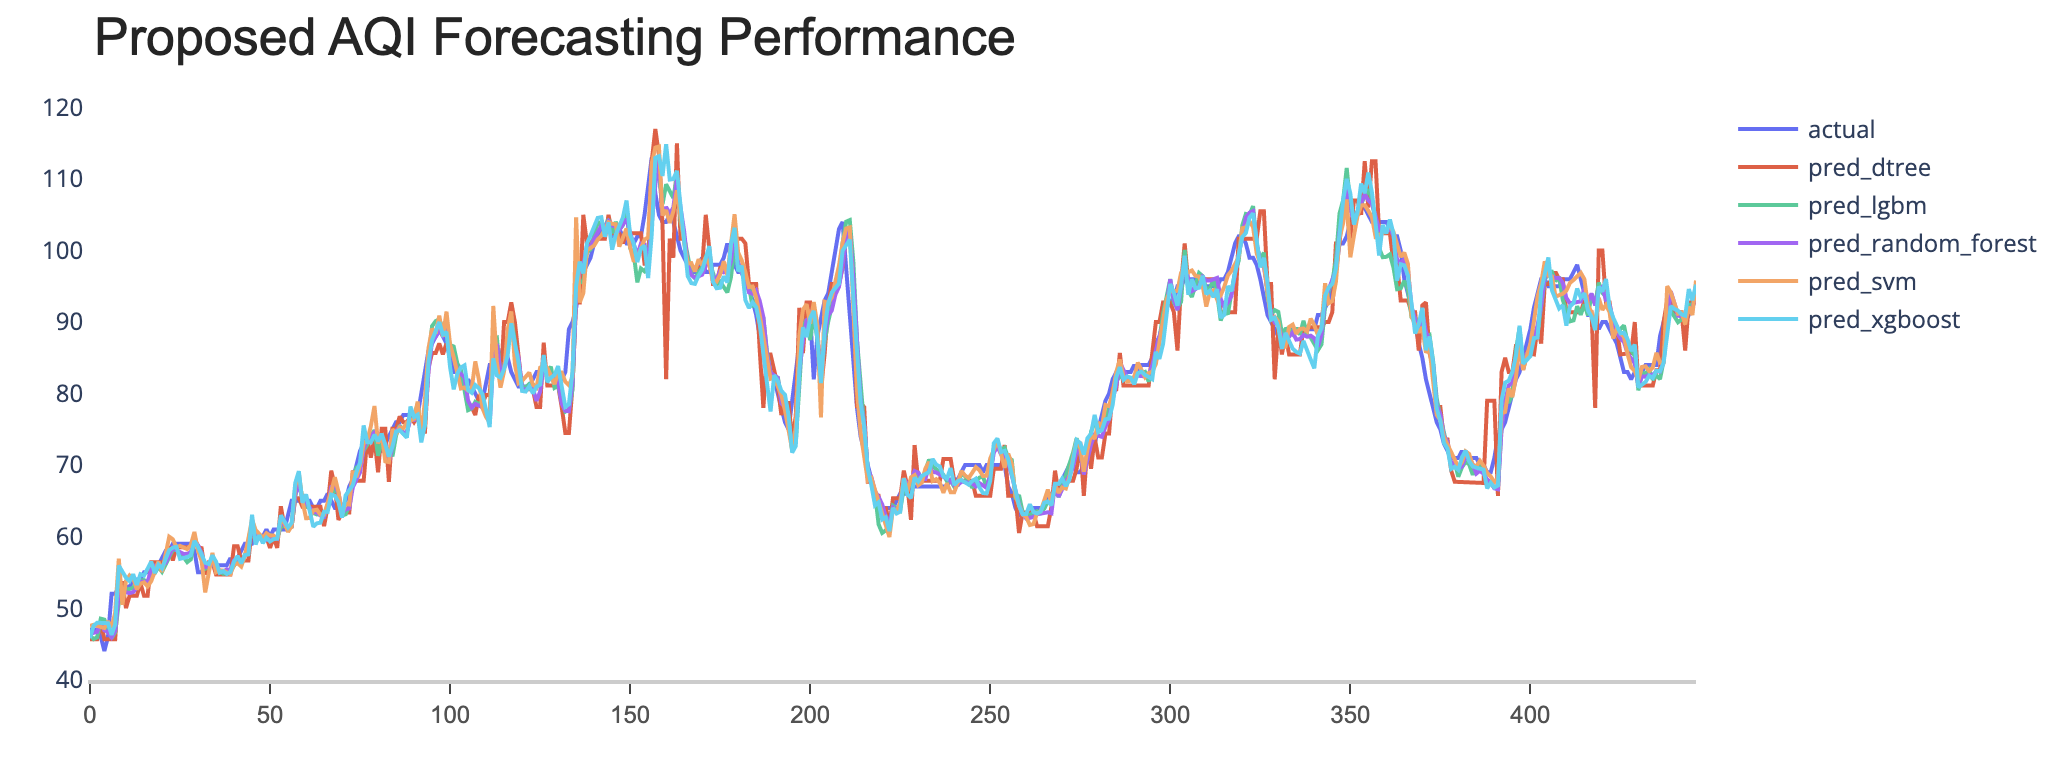 Proposed AQI Forecasting Performance
120
110
100
90
80
70
60
50
40
0 50 100 150 200 250 300 350 400
actual
pred_dtree
pred_lgbm
pred_random_forest
pred_svm
pred_xgboost